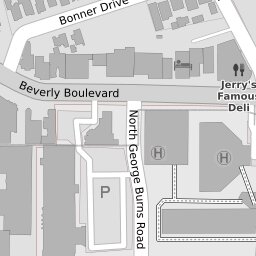 Bonner Drive
Jerry's
Famous
Deli
Beverly Boulevard
North George Burns Road
H
H
P